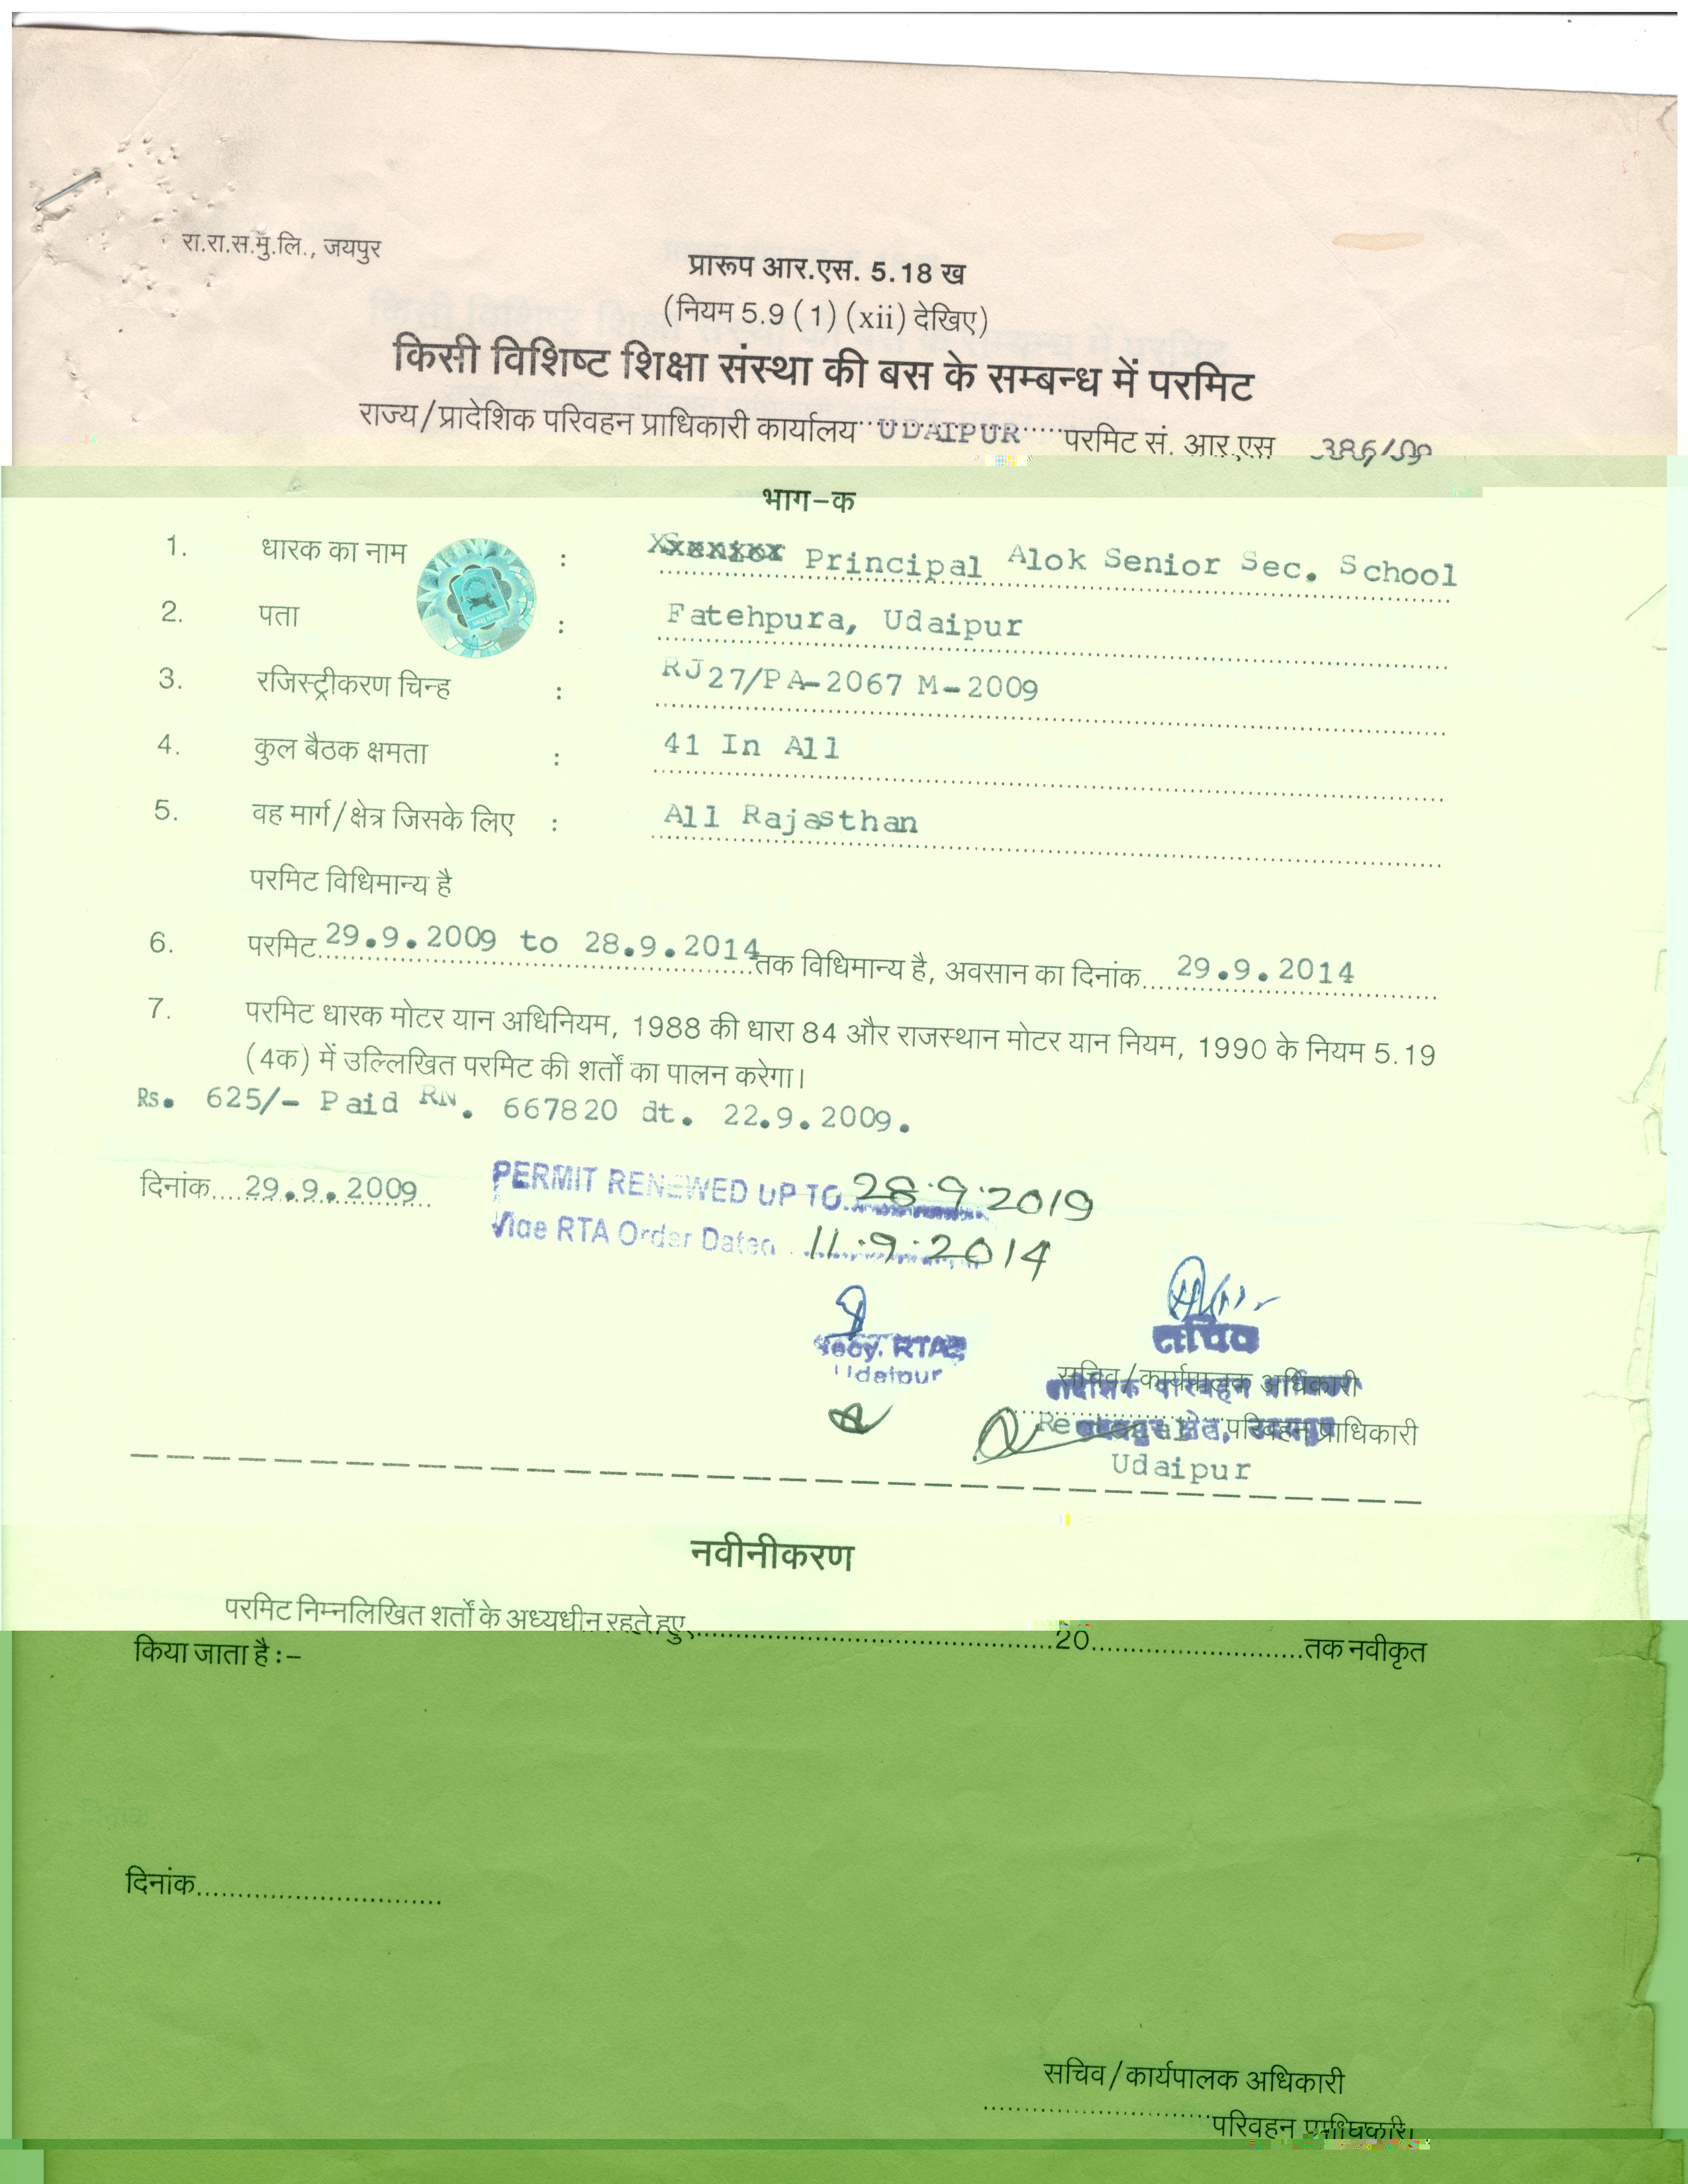 रा.रा.स.मु.लि., जयपुर
प्रारूप आर.एस. 5.18 ख
(नियम 5.9 (1) (xii) देखिए)
किसी विशिष्ट शिक्षा संस्था की बस के सम्बन्ध में परमिट
राज्य/प्रादेशिक परिवहन प्राधिकारी कार्यालय UDAIPUR परमिट सं. आर.एस 386/09
भाग-क
1. धारक का नाम : Principal Alok Senior Sec. School
2. पता : Fatehpura, Udaipur
3. रजिस्ट्रीकरण चिन्ह : RJ27/PA-2067 M-2009
4. कुल बैठक क्षमता : 41 In All
5. वह मार्ग/क्षेत्र जिसके लिए : All Rajasthan
परमिट विधिमान्य है
6. परमिट 29.9.2009 to 28.9.2014 तक विधिमान्य है, अवसान का दिनांक 29.9.2014
7. परमिट धारक मोटर यान अधिनियम, 1988 की धारा 84 और राजस्थान मोटर यान नियम, 1990 के नियम 5.19
(4क) में उल्लिखित परमिट की शर्तों का पालन करेगा।
Rs. 625/- Paid RN. 667820 dt. 22.9.2009.
दिनांक 29.9.2009
PERMIT RENEWED UP TO 28.9.2019
Vide RTA Order Dated 11.9.2014
सचिव
Secy. RTA
Udaipur
सचिव/कार्यपालक अधिकारी
परिवहन प्राधिकारी
Udaipur
नवीनीकरण
परमिट निम्नलिखित शर्तों के अध्यधीन रहते हुए....................20....................तक नवीकृत
किया जाता है :-
दिनांक....................
सचिव/कार्यपालक अधिकारी
....................परिवहन प्राधिकारी